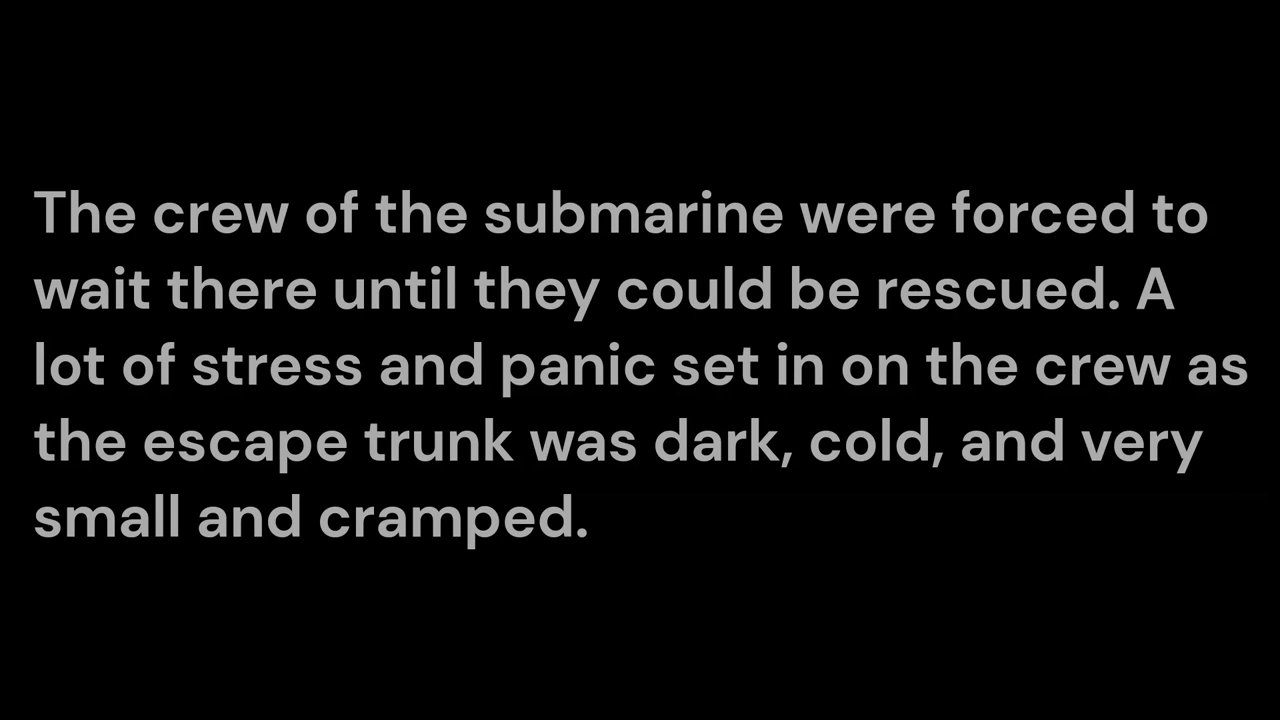 The crew of the submarine were forced to
wait there until they could be rescued. A
lot of stress and panic set in on the crew as
the escape trunk was dark, cold, and very
small and cramped.